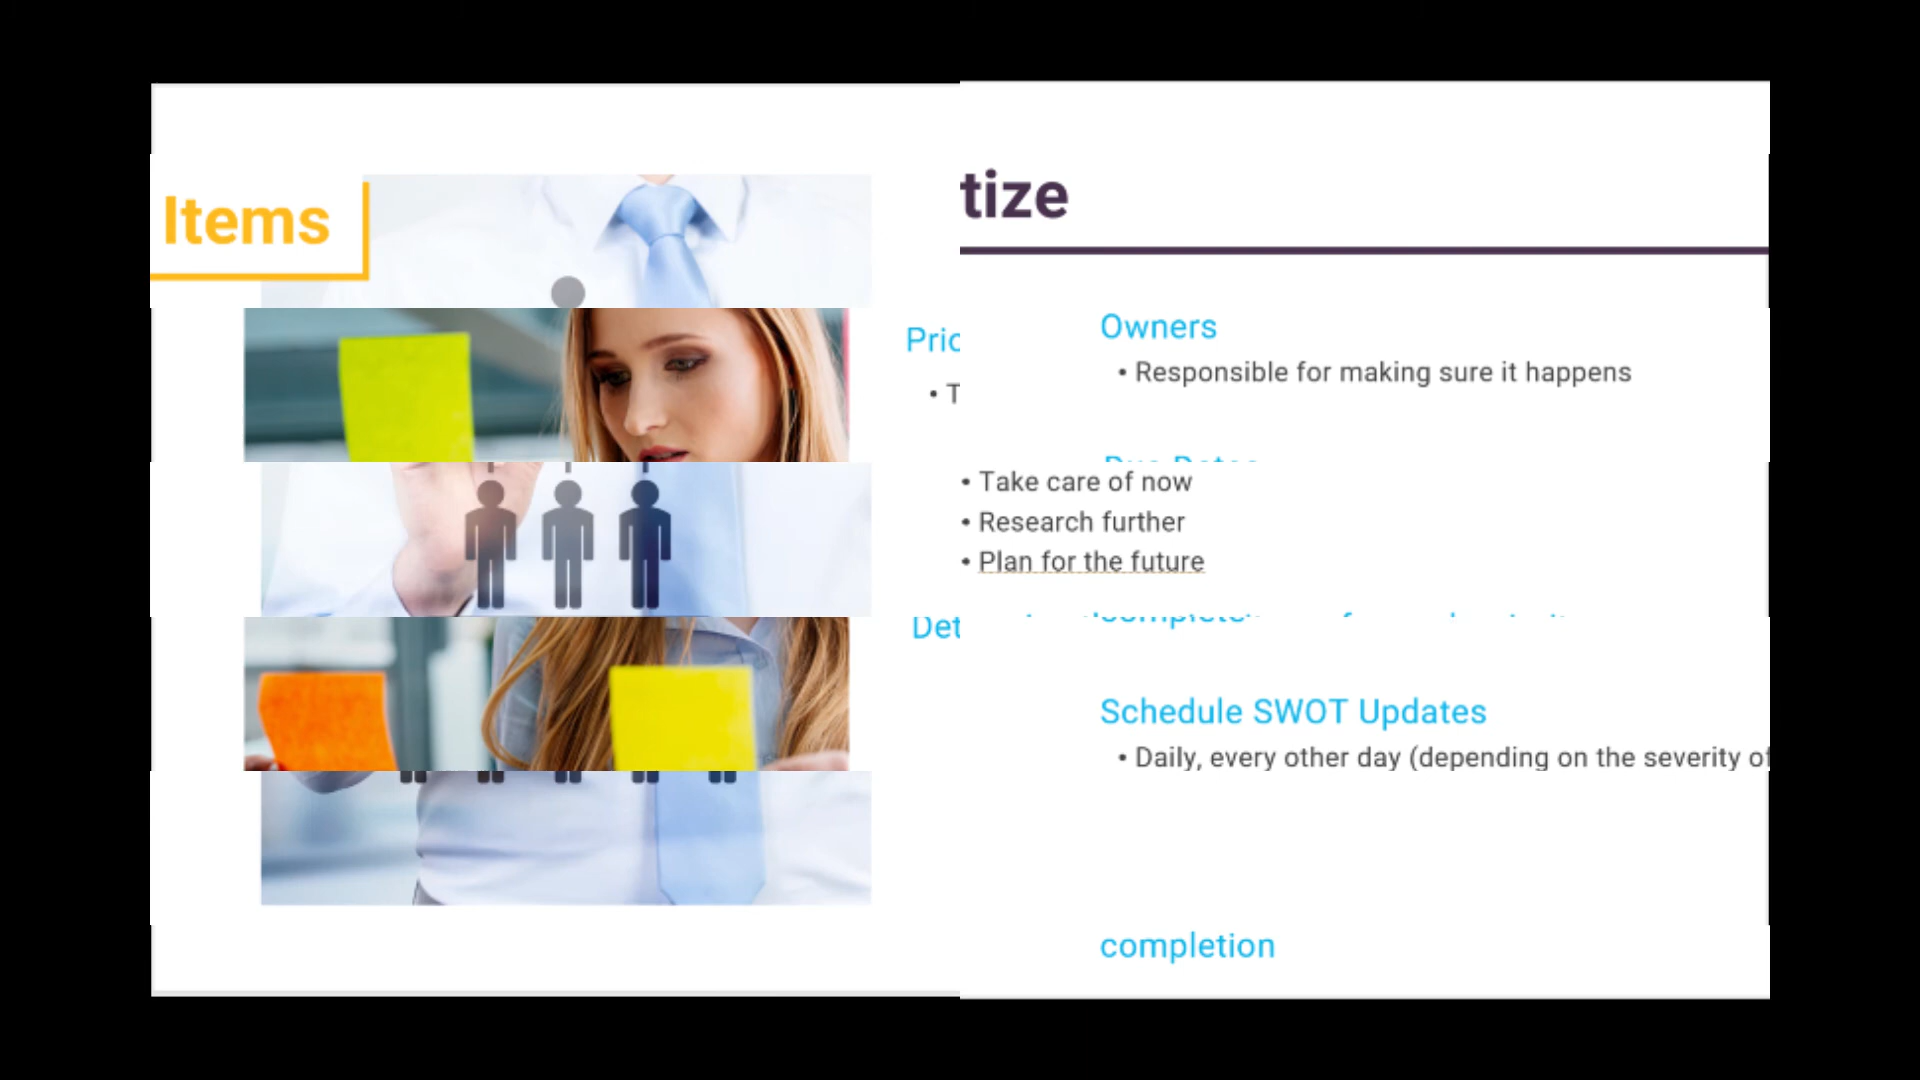 Items
tize
Owners
• Responsible for making sure it happens
• T
• Take care of now
• Research further
• Plan for the future
Det
Schedule SWOT Updates
• Daily, every other day (depending on the severity of
completion